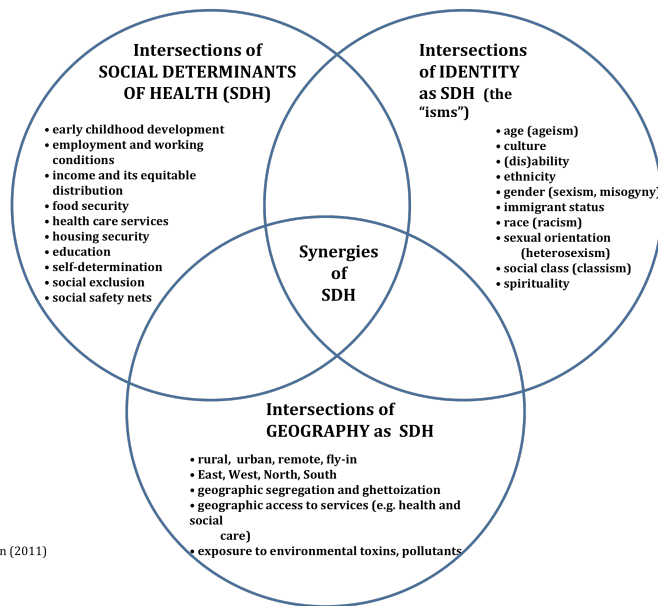 Intersections of
SOCIAL DETERMINANTS
OF HEALTH (SDH)
• early childhood development
• employment and working
conditions
• income and its equitable
distribution
• food security
• health care services
• housing security
• education
• self-determination
• social exclusion
• social safety nets
Intersections
of IDENTITY
as SDH (the
“isms”)
• age (ageism)
• culture
• (dis)ability
• ethnicity
• gender (sexism, misogyny)
• immigrant status
• race (racism)
• sexual orientation
(heterosexism)
• social class (classism)
• spirituality
Synergies
of
SDH
Intersections of
GEOGRAPHY as SDH
• rural, urban, remote, fly-in
• East, West, North, South
• geographic segregation and ghettoization
• geographic access to services (e.g. health and
social
care)
• exposure to environmental toxins, pollutants
(2011)